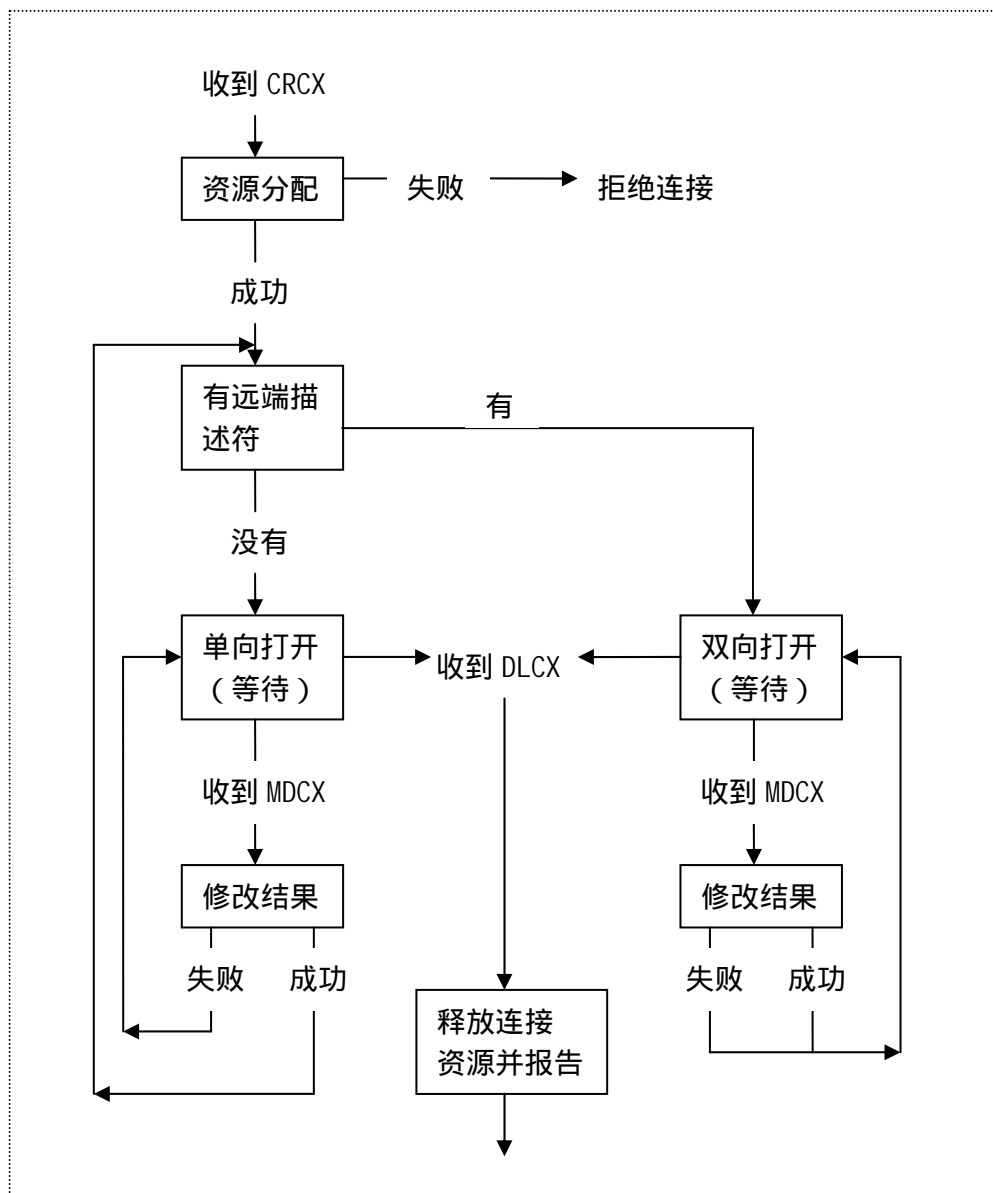 收到 CRCX
资源分配
失败
拒绝连接
成功
有远端描
述符
有
没有
单向打开
（等待）
收到 DLCX
双向打开
（等待）
收到 MDCX
收到 MDCX
修改结果
修改结果
失败
成功
失败
成功
释放连接
资源并报告